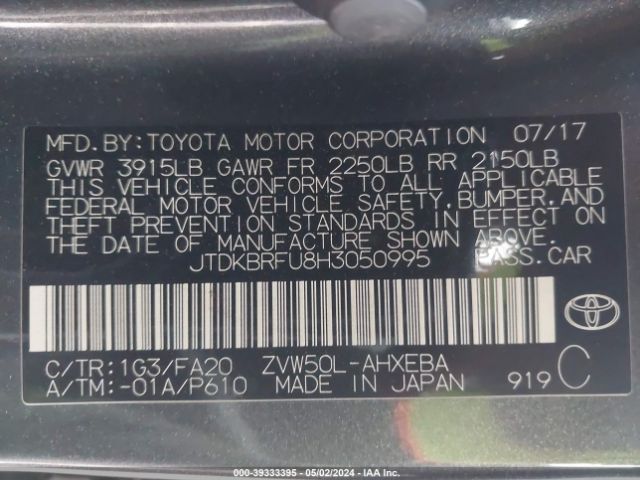 MFD.BY:TOYOTA MOTOR CORPORATION 07/17
GVWR 3915LB GAWR FR 2250LB RR 2150LB
THIS VEHICLE CONFORMS TO ALL APPLICABLE
FEDERAL MOTOR VEHICLE SAFETY,BUMPER,AND
THEFT PREVENTION STANDARDS IN EFFECT ON
THE DATE OF MANUFACTURE SHOWN ABOVE.
JTDKBRFU8H3050995 PASS.CAR
C/TR:1G3/FA20 ZVW50L-AHXEBA
A/TM:-01A/P610 MADE IN JAPAN 919 C
000-39333395 - 05/02/2024 - IAA Inc.